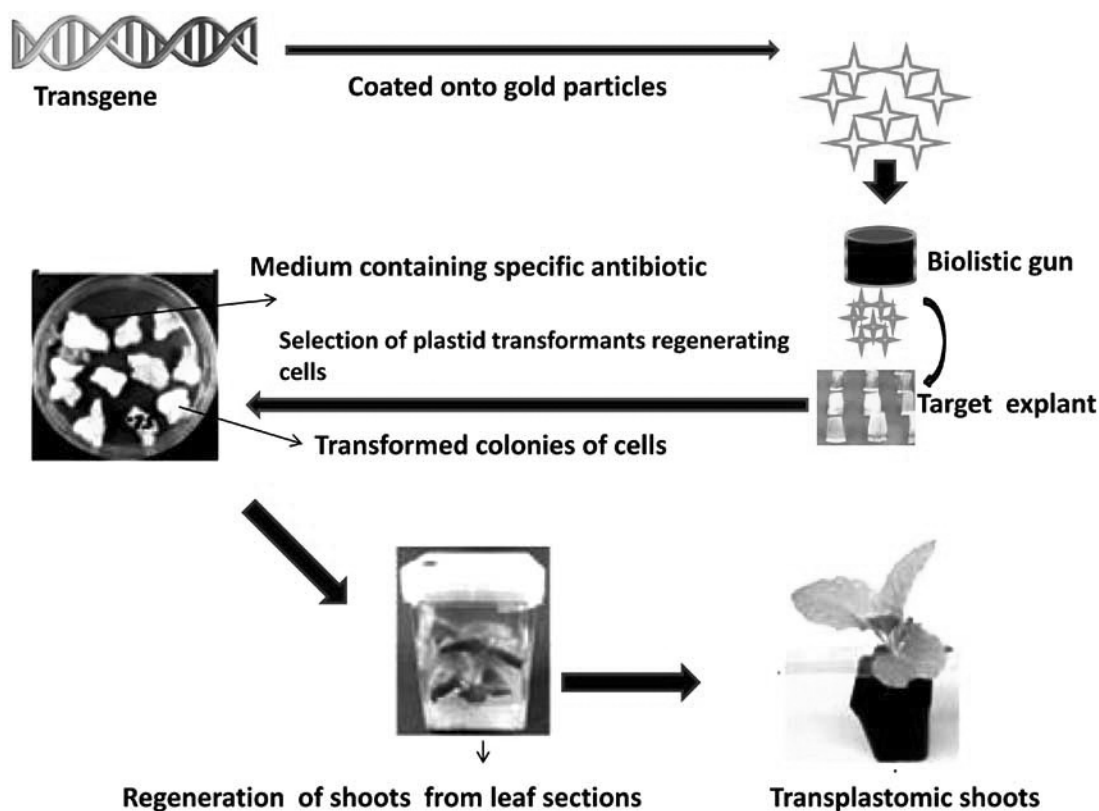 Transgene
Coated onto gold particles
Biolistic gun
Medium containing specific antibiotic
Selection of plastid transformants regenerating
cells
Target explant
Transformed colonies of cells
Regeneration of shoots from leaf sections
Transplastomic shoots